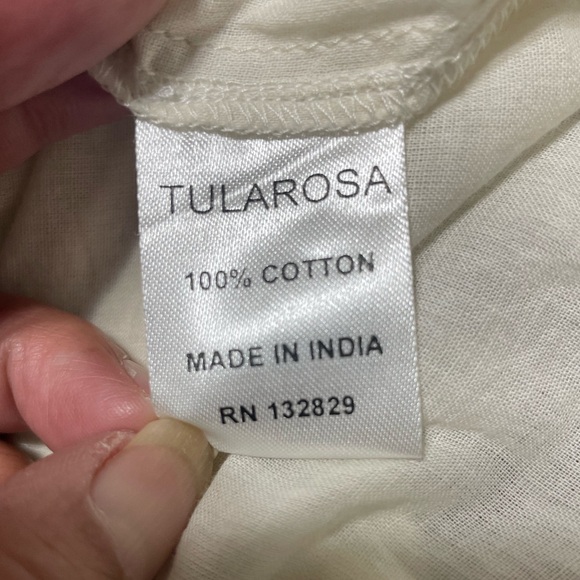 TULAROSA
100% COTTON
MADE IN INDIA
RN 132829